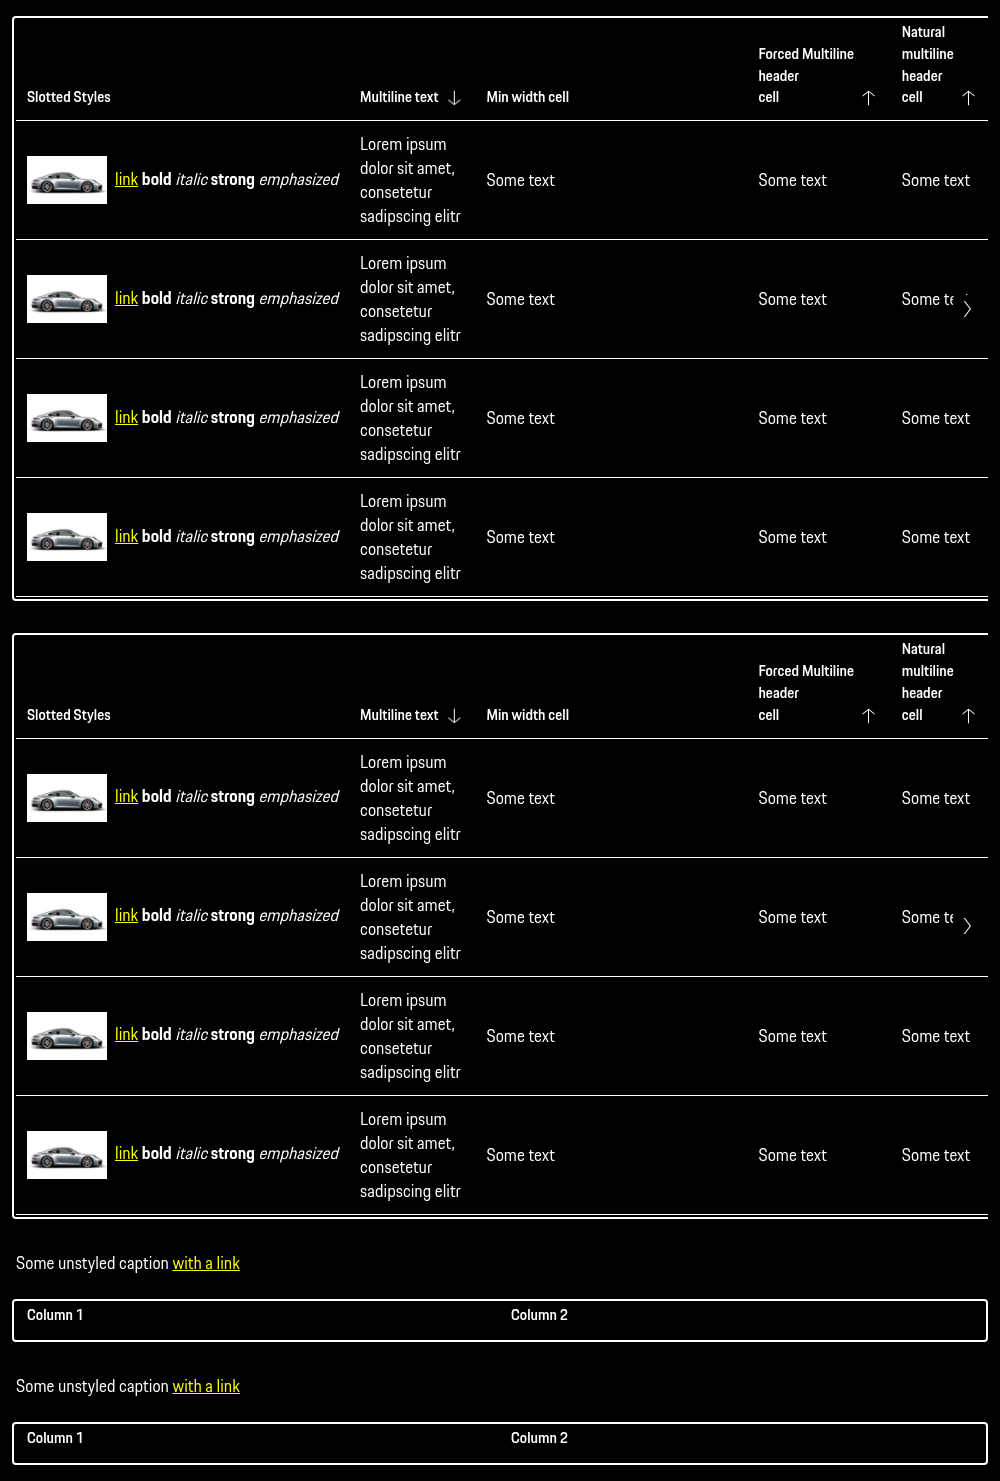 Slotted Styles
Multiline text
Min width cell
Forced Multiline
header
cell
Natural
multiline
header
cell
link bold italic strong emphasized
Lorem ipsum
dolor sit amet,
consetetur
sadipscing elitr
Some text
Some text
Some text
link bold italic strong emphasized
Lorem ipsum
dolor sit amet,
consetetur
sadipscing elitr
Some text
Some text
Some te
link bold italic strong emphasized
Lorem ipsum
dolor sit amet,
consetetur
sadipscing elitr
Some text
Some text
Some text
link bold italic strong emphasized
Lorem ipsum
dolor sit amet,
consetetur
sadipscing elitr
Some text
Some text
Some text
Slotted Styles
Multiline text
Min width cell
Forced Multiline
header
cell
Natural
multiline
header
cell
link bold italic strong emphasized
Lorem ipsum
dolor sit amet,
consetetur
sadipscing elitr
Some text
Some text
Some text
link bold italic strong emphasized
Lorem ipsum
dolor sit amet,
consetetur
sadipscing elitr
Some text
Some text
Some te
link bold italic strong emphasized
Lorem ipsum
dolor sit amet,
consetetur
sadipscing elitr
Some text
Some text
Some text
link bold italic strong emphasized
Lorem ipsum
dolor sit amet,
consetetur
sadipscing elitr
Some text
Some text
Some text
Some unstyled caption with a link
Column 1
Column 2
Some unstyled caption with a link
Column 1
Column 2